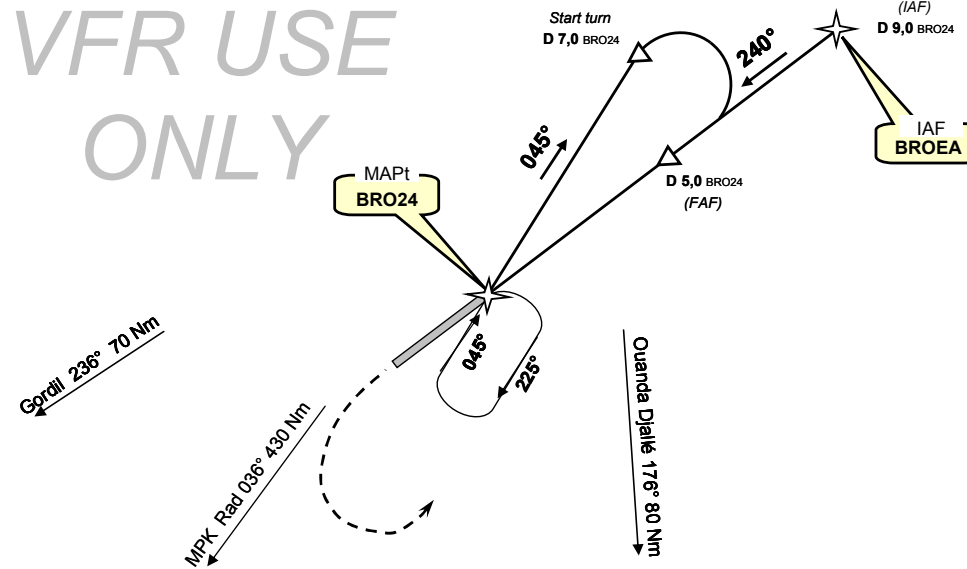 VFR USE
ONLY
Start turn
D 7,0 BRO24
(IAF)
D 9,0 BRO24
240°
IAF
BROEA
045°
D 5,0 BRO24
(FAF)
MAPt
BRO24
045°
225°
Gordil 236° 70 Nm
MPK Rad 036° 430 Nm
Ouanda Djallé 176° 80 Nm